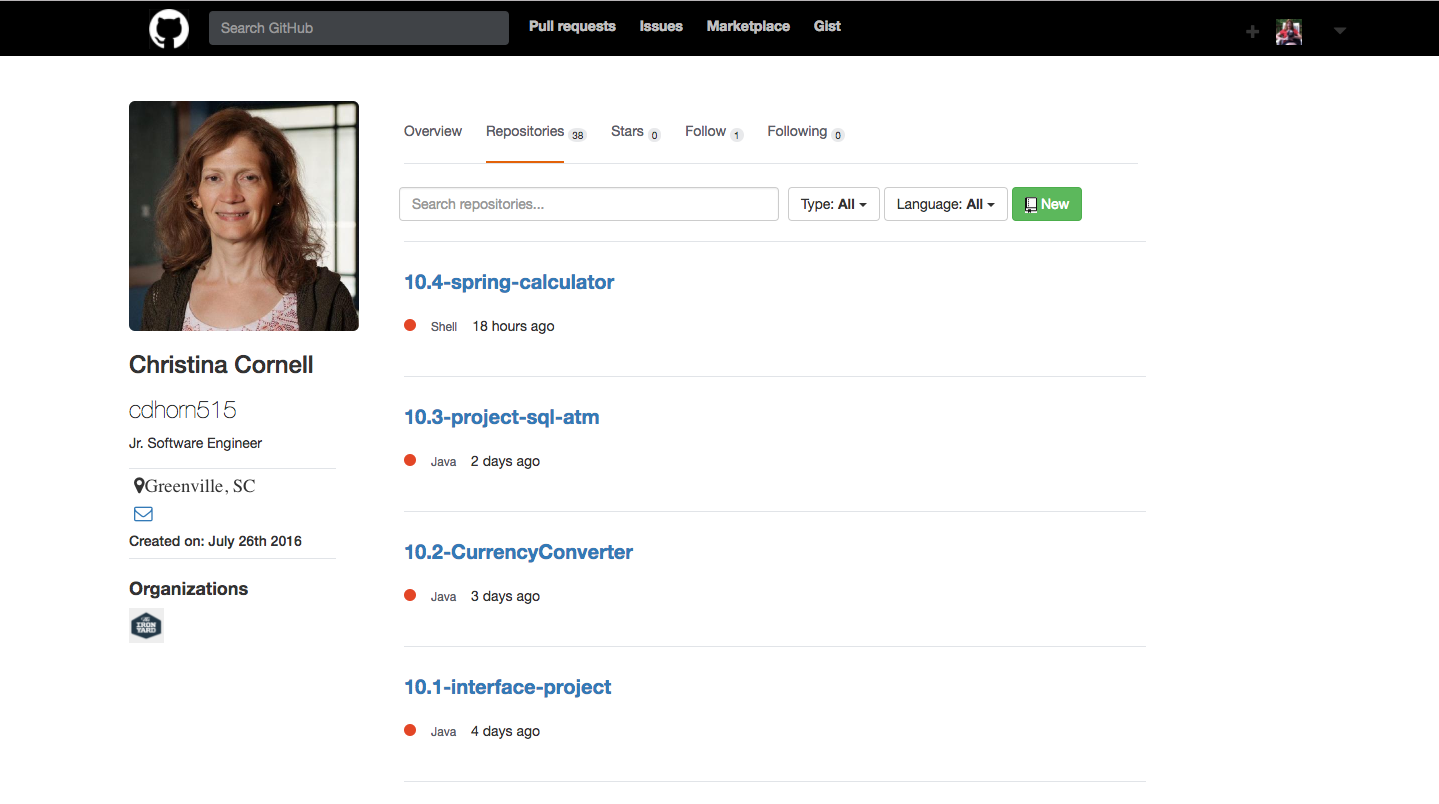 Search GitHub Pull requests Issues Marketplace Gist
Overview Repositories 38 Stars 0 Follow 1 Following 0
Search repositories... Type: All Language: All New
10.4-spring-calculator
Shell 18 hours ago
Christina Cornell
cdhorn515
Jr. Software Engineer
Greenville, SC
Created on: July 26th 2016
Organizations
THE
IRON
YARD
10.3-project-sql-atm
Java 2 days ago
10.2-CurrencyConverter
Java 3 days ago
10.1-interface-project
Java 4 days ago